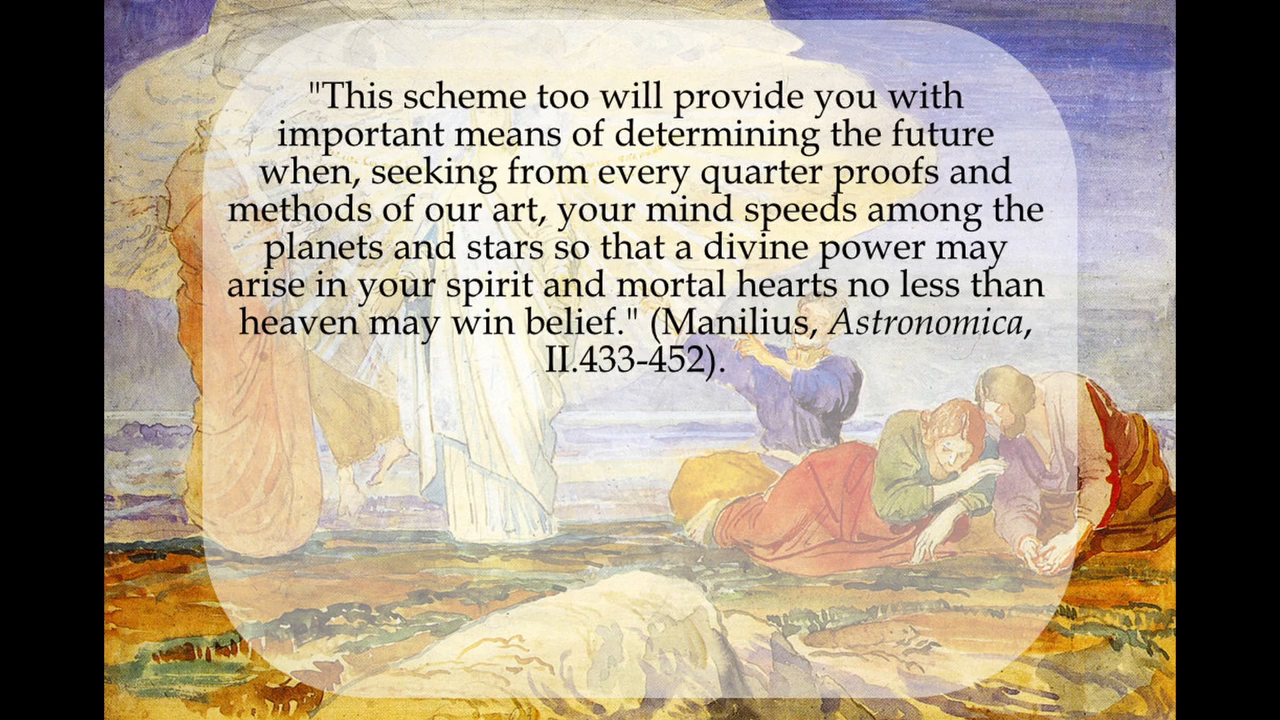 "This scheme too will provide you with
important means of determining the future
when, seeking from every quarter proofs and
methods of our art, your mind speeds among the
planets and stars so that a divine power may
arise in your spirit and mortal hearts no less than
heaven may win belief." (Manilius, Astronomica,
II.433-452).